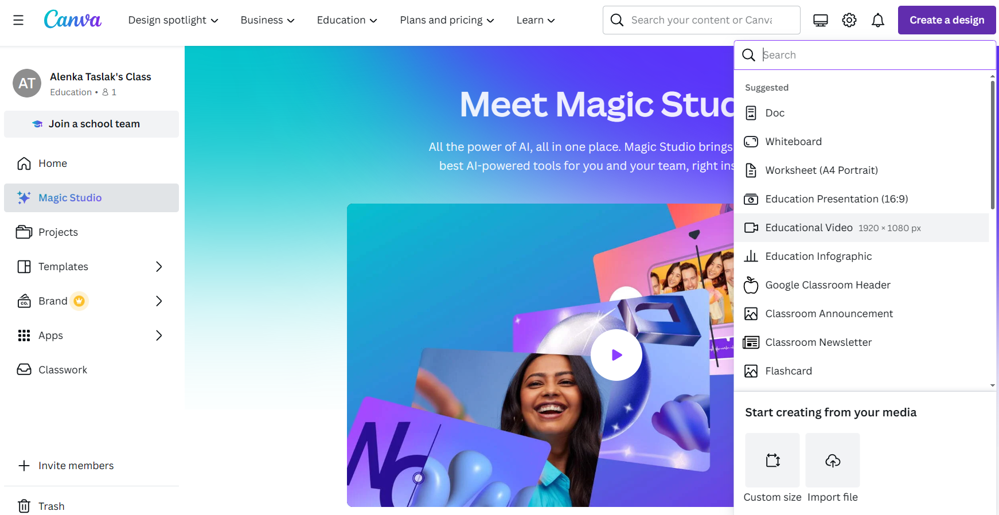 Canva
Design spotlight
Business
Education
Plans and pricing
Learn
Search your content or Canva
Create a design
AT
Alenka Taslak's Class
Education • 1
Join a school team
Home
Magic Studio
Projects
Templates
Brand
CO.
Apps
Classwork
Invite members
Trash
Meet Magic Stud
All the power of AI, all in one place. Magic Studio brings
best AI-powered tools for you and your team, right ins
Search
Suggested
Doc
Whiteboard
Worksheet (A4 Portrait)
Education Presentation (16:9)
Educational Video 1920 × 1080 px
Education Infographic
Google Classroom Header
Classroom Announcement
Classroom Newsletter
Flashcard
Start creating from your media
Custom size
Import file